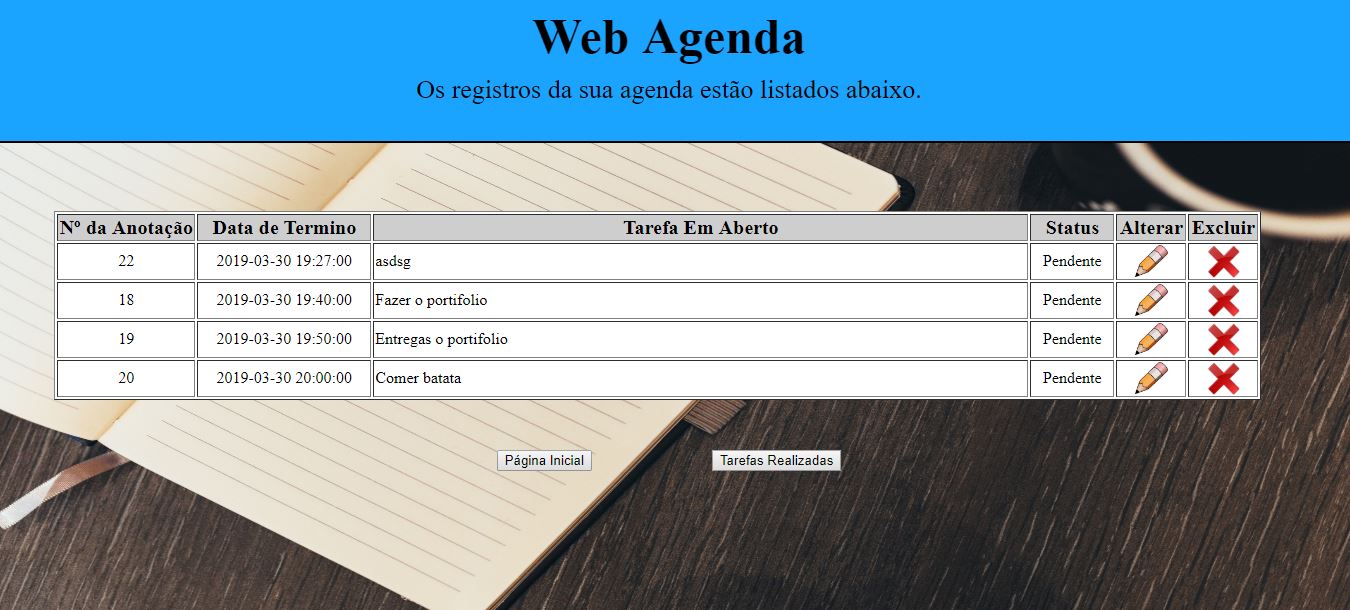 Web Agenda
Os registros da sua agenda estão listados abaixo.
Nº da Anotação Data de Termino Tarefa Em Aberto Status Alterar Excluir
22 2019-03-30 19:27:00 asdsg Pendente
18 2019-03-30 19:40:00 Fazer o portifolio Pendente
19 2019-03-30 19:50:00 Entregas o portifolio Pendente
20 2019-03-30 20:00:00 Comer batata Pendente
Página Inicial Tarefas Realizadas